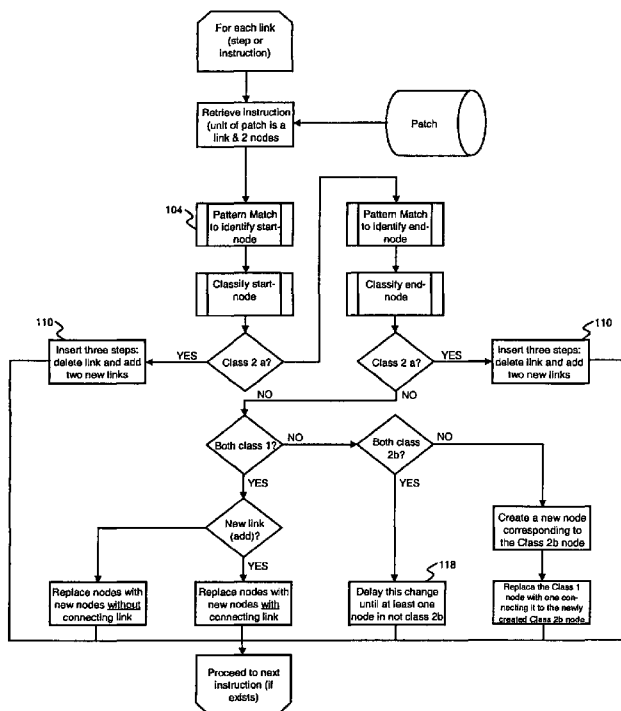 For each link
(step or
instruction)
Retrieve instruction
(unit of patch is a
link & 2 nodes
Patch
104
Pattern Match
to identify start-
node
Pattern Match
to identify end-
node
Classify start-
node
Classify end-
node
110
Insert three steps:
delete link and add
two new links
YES
Class 2 a?
Class 2 a?
YES
110
Insert three steps:
delete link and add
two new links
NO
NO
Both class 1?
NO
Both class
2b?
NO
YES
YES
New link
(add)?
Create a new node
corresponding to
the Class 2b node
YES
118
Replace nodes with
new nodes without
connecting link
Replace nodes with
new nodes with
connecting link
Delay this change
until at least one
node in not class 2b
Replace the Class 1
node with one con-
necting it to the newly
created Class 2b node
Proceed to next
instruction (if
exists)